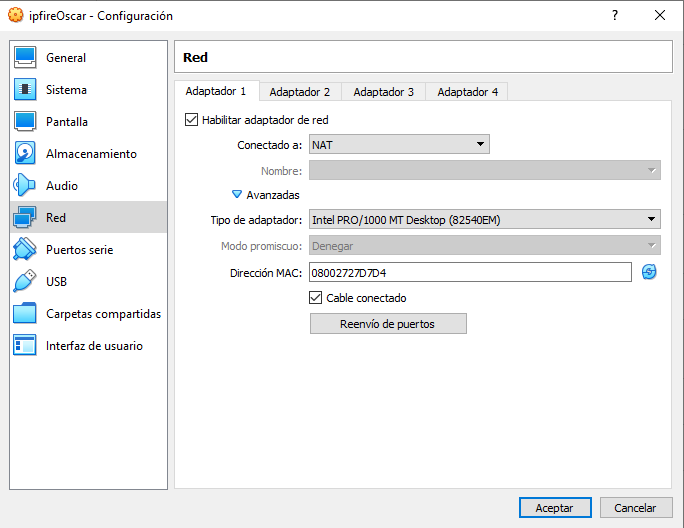 ipfireOscar - Configuración
?
General
Sistema
Pantalla
Almacenamiento
Audio
Red
Puertos serie
USB
Carpetas compartidas
Interfaz de usuario
Red
Adaptador 1 Adaptador 2 Adaptador 3 Adaptador 4
Habilitar adaptador de red
Conectado a: NAT
Nombre:
Avanzadas
Tipo de adaptador: Intel PRO/1000 MT Desktop (82540EM)
Modo promiscuo: Denegar
Dirección MAC: 08002727D7D4
Cable conectado
Reenvío de puertos
Aceptar Cancelar